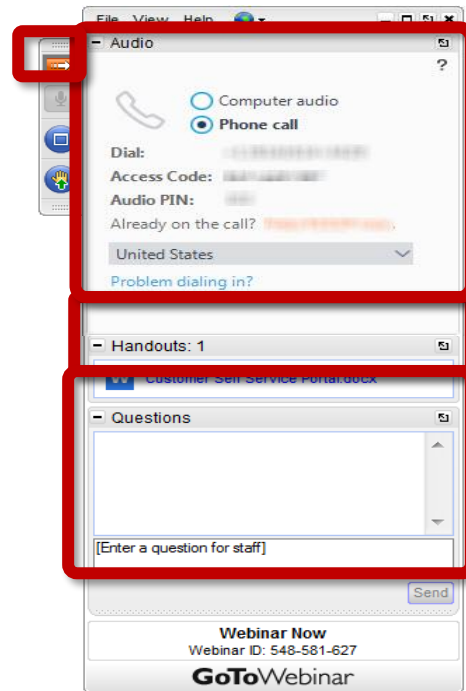 File View Help
Audio
?
Computer audio
Phone call
Dial:
Access Code:
Audio PIN:
Already on the call?
United States
Problem dialing in?
Handouts: 1
W Customer Self Service Portal.docx
Questions
[Enter a question for staff]
Send
Webinar Now
Webinar ID: 548-581-627
GoToWebinar